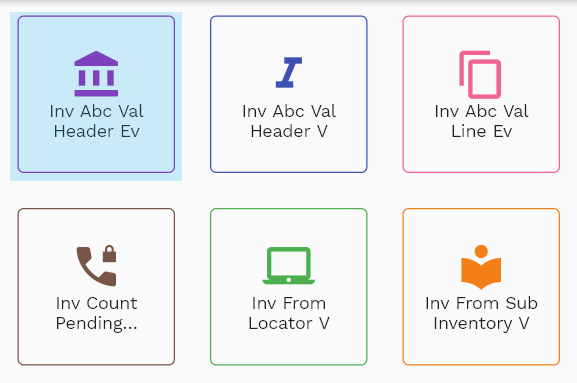 Inv Abc Val
Header Ev
Inv Abc Val
Header V
Inv Abc Val
Line Ev
Inv Count
Pending...
Inv From
Locator V
Inv From Sub
Inventory V